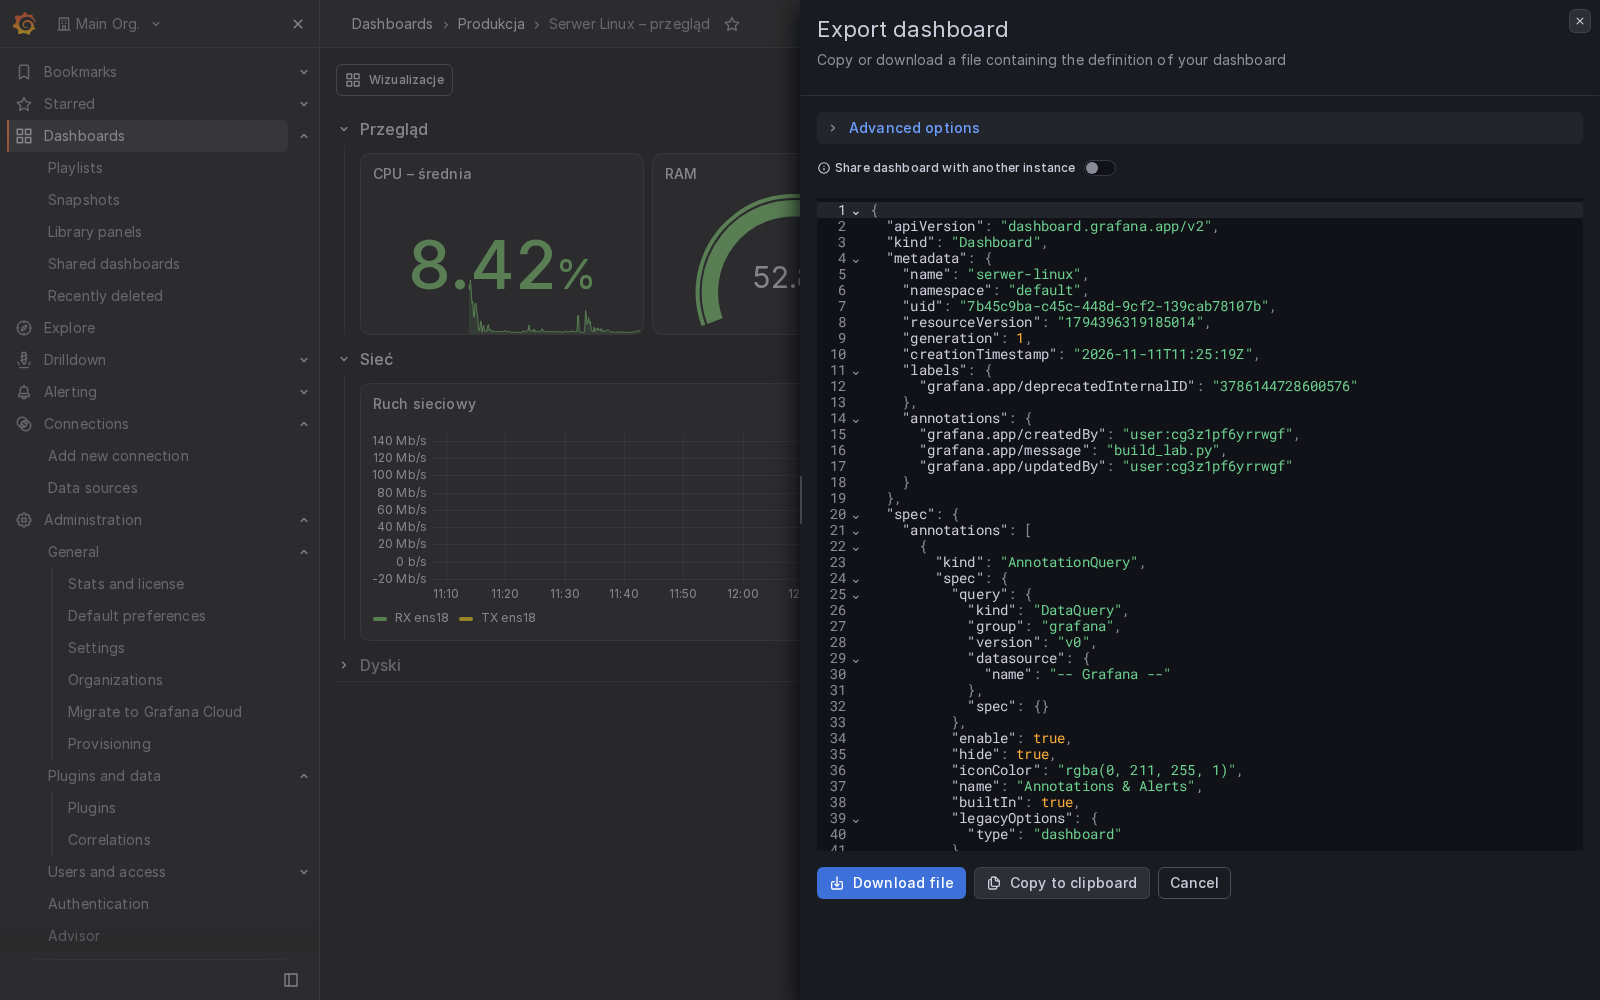 Main Org.
Bookmarks
Starred
Dashboards
Playlists
Snapshots
Library panels
Shared dashboards
Recently deleted
Explore
Drilldown
Alerting
Connections
Add new connection
Data sources
Administration
General
Stats and license
Default preferences
Settings
Organizations
Migrate to Grafana Cloud
Provisioning
Plugins and data
Plugins
Correlations
Users and access
Authentication
Advisor
Dashboards > Produkcja > Serwer Linux – przegląd
Wizualizacje
Przegląd
CPU – średnia
8.42%
RAM
52.8
Sieć
Ruch sieciowy
140 Mb/s
120 Mb/s
100 Mb/s
80 Mb/s
60 Mb/s
40 Mb/s
20 Mb/s
0 b/s
-20 Mb/s
11:10 11:20 11:30 11:40 11:50 12:00 12
RX ens18 TX ens18
Dyski
Export dashboard
Copy or download a file containing the definition of your dashboard
Advanced options
Share dashboard with another instance
1 {
2 "apiVersion": "dashboard.grafana.app/v2",
3 "kind": "Dashboard",
4 "metadata": {
5 "name": "serwer-linux",
6 "namespace": "default",
7 "uid": "7b45c9ba-c45c-448d-9cf2-139cab78107b",
8 "resourceVersion": "1794396319185014",
9 "generation": 1,
10 "creationTimestamp": "2026-11-11T11:25:19Z",
11 "labels": {
12 "grafana.app/deprecatedInternalID": "3786144728600576"
13 },
14 "annotations": {
15 "grafana.app/createdBy": "user:cg3z1pf6yrrwgf",
16 "grafana.app/message": "build_lab.py",
17 "grafana.app/updatedBy": "user:cg3z1pf6yrrwgf"
18 }
19 },
20 "spec": {
21 "annotations": [
22 {
23 "kind": "AnnotationQuery",
24 "spec": {
25 "query": {
26 "kind": "DataQuery",
27 "group": "grafana",
28 "version": "v0",
29 "datasource": {
30 "name": "-- Grafana --"
31 },
32 "spec": {}
33 },
34 "enable": true,
35 "hide": true,
36 "iconColor": "rgba(0, 211, 255, 1)",
37 "name": "Annotations & Alerts",
38 "builtIn": true,
39 "legacyOptions": {
40 "type": "dashboard"
41 }
Download file
Copy to clipboard
Cancel